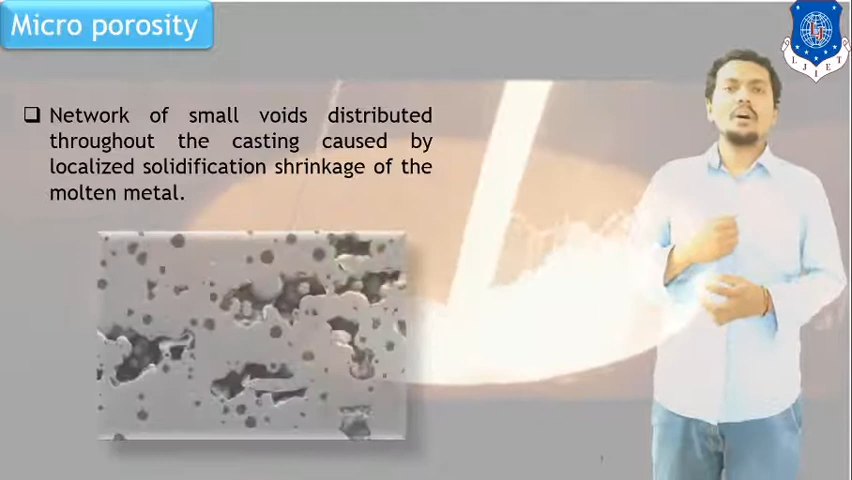 Micro porosity
❑ Network of small voids distributed
throughout the casting caused by
localized solidification shrinkage of the
molten metal.
LJ
L J I E T